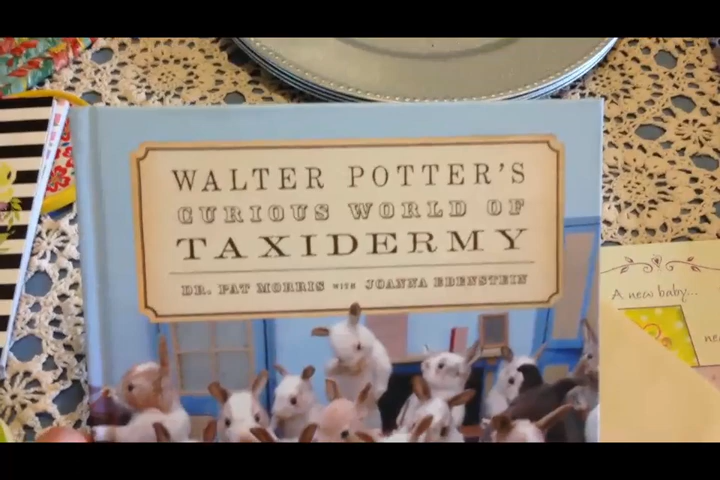 WALTER POTTER'S
CURIOUS WORLD OF
TAXIDERMY
DR. PAT MORRIS WITH JOANNA EBENSTEIN
A new baby...